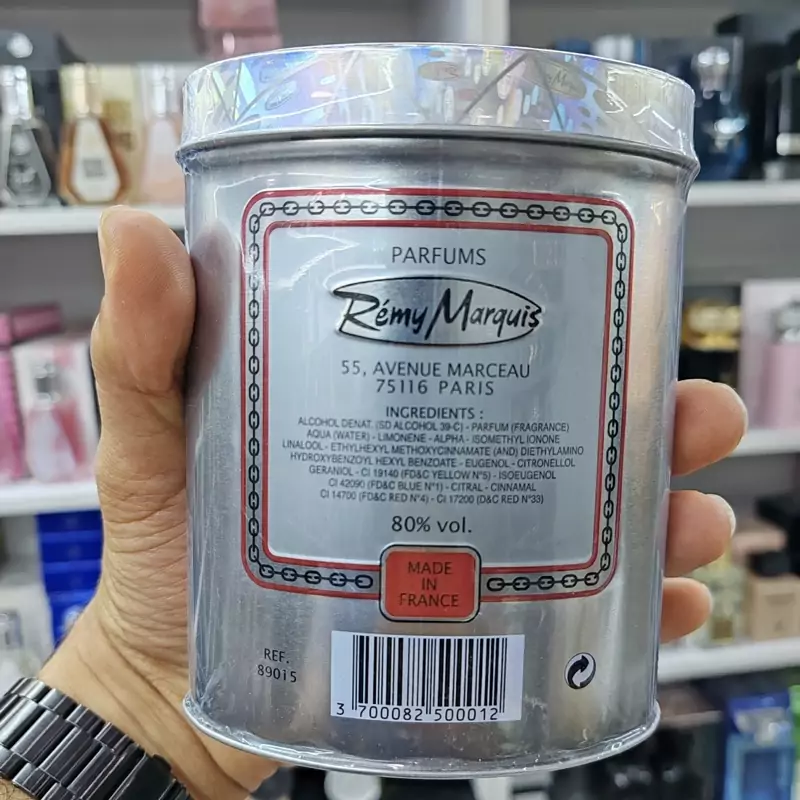 PARFUMS
Rémy Marquis
55, AVENUE MARCEAU
75116 PARIS
INGREDIENTS :
ALCOHOL DENAT. (SD ALCOHOL 39-C) - PARFUM (FRAGRANCE)
AQUA (WATER) - LIMONENE - ALPHA - ISOMETHYL IONONE
LINALOOL - ETHYLHEXYL METHOXYCINNAMATE (AND) DIETHYLAMINO
HYDROXYBENZOYL HEXYL BENZOATE - EUGENOL - CITRONELLOL
GERANIOL - CI 19140 (FD&C YELLOW N°5) - ISOEUGENOL
CI 42090 (FD&C BLUE N°1) - CITRAL - CINNAMAL
CI 14700 (FD&C RED N°4) - CI 17200 (D&C RED N°33)
80% vol.
MADE
IN
FRANCE
REF.
89015
3 700082 500012